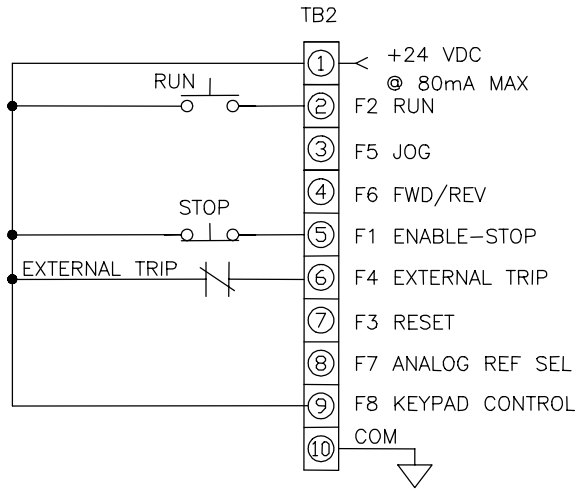 TB2
1
+24 VDC
@ 80mA MAX
RUN
2
F2 RUN
3
F5 JOG
4
F6 FWD/REV
STOP
5
F1 ENABLE-STOP
EXTERNAL TRIP
6
F4 EXTERNAL TRIP
7
F3 RESET
8
F7 ANALOG REF SEL
9
F8 KEYPAD CONTROL
10
COM